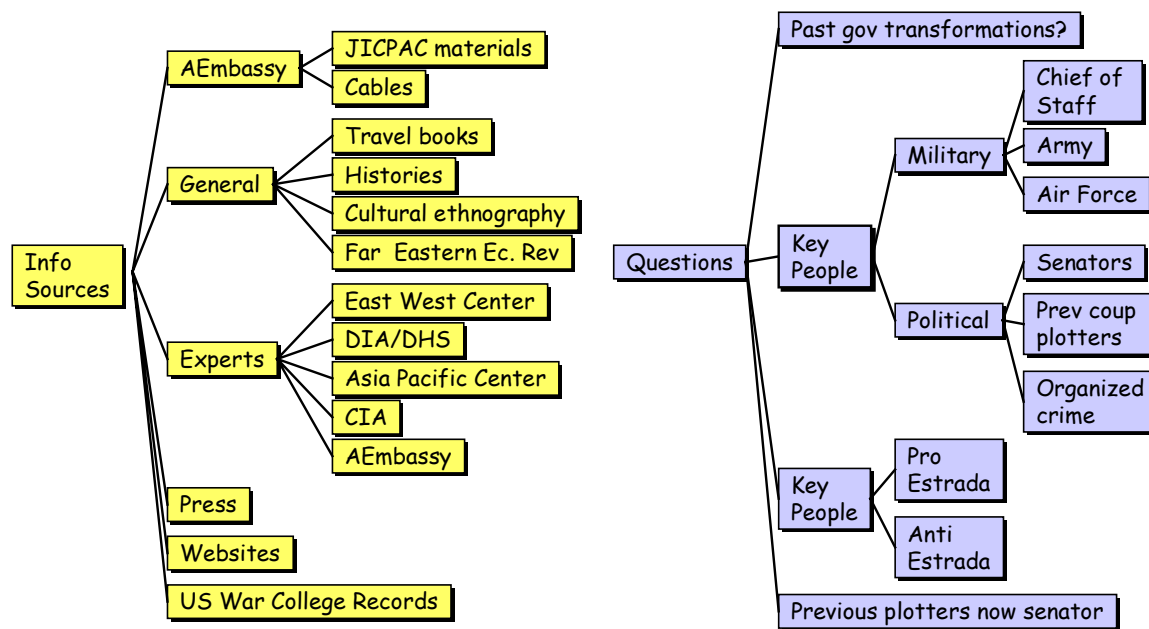 Info
Sources
AEmbassy
JICPAC materials
Cables
General
Travel books
Histories
Cultural ethnography
Far Eastern Ec. Rev
Experts
East West Center
DIA/DHS
Asia Pacific Center
CIA
AEmbassy
Press
Websites
US War College Records
Questions
Past gov transformations?
Key
People
Military
Chief of
Staff
Army
Air Force
Political
Senators
Prev coup
plotters
Organized
crime
Key
People
Pro
Estrada
Anti
Estrada
Previous plotters now senator